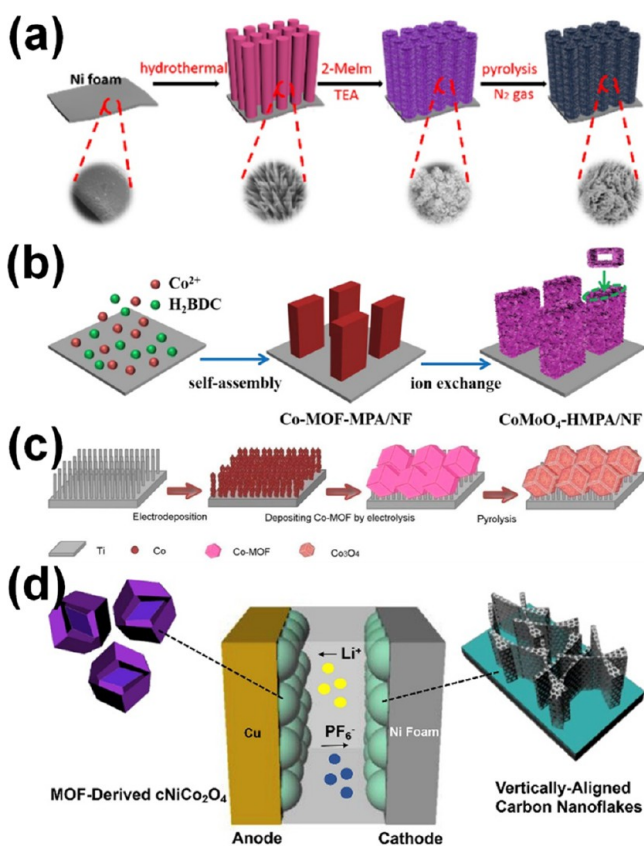 (a)
Ni foam
hydrothermal
2-MeIm
TEA
pyrolysis
N₂ gas
(b)
Co²⁺
H₂BDC
self-assembly
ion exchange
Co-MOF-MPA/NF
CoMoO₄-HMPA/NF
(c)
Electrodeposition
Depositing Co-MOF by electrolysis
Pyrolysis
Ti
Co
Co-MOF
Co₃O₄
(d)
Li⁺
PF₆⁻
Cu
Ni Foam
MOF-Derived cNiCo₂O₄
Vertically-Aligned
Carbon Nanoflakes
Anode
Cathode